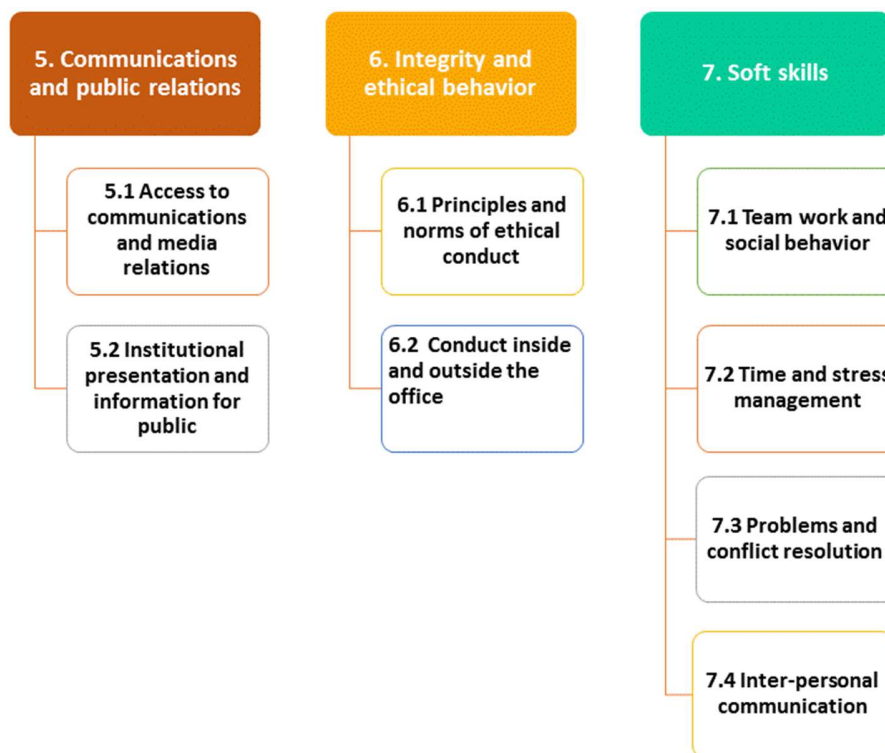 5. Communications
and public relations
5.1 Access to
communications
and media
relations
5.2 Institutional
presentation and
information for
public
6. Integrity and
ethical behavior
6.1 Principles and
norms of ethical
conduct
6.2 Conduct inside
and outside the
office
7. Soft skills
7.1 Team work and
social behavior
7.2 Time and stress
management
7.3 Problems and
conflict resolution
7.4 Inter-personal
communication